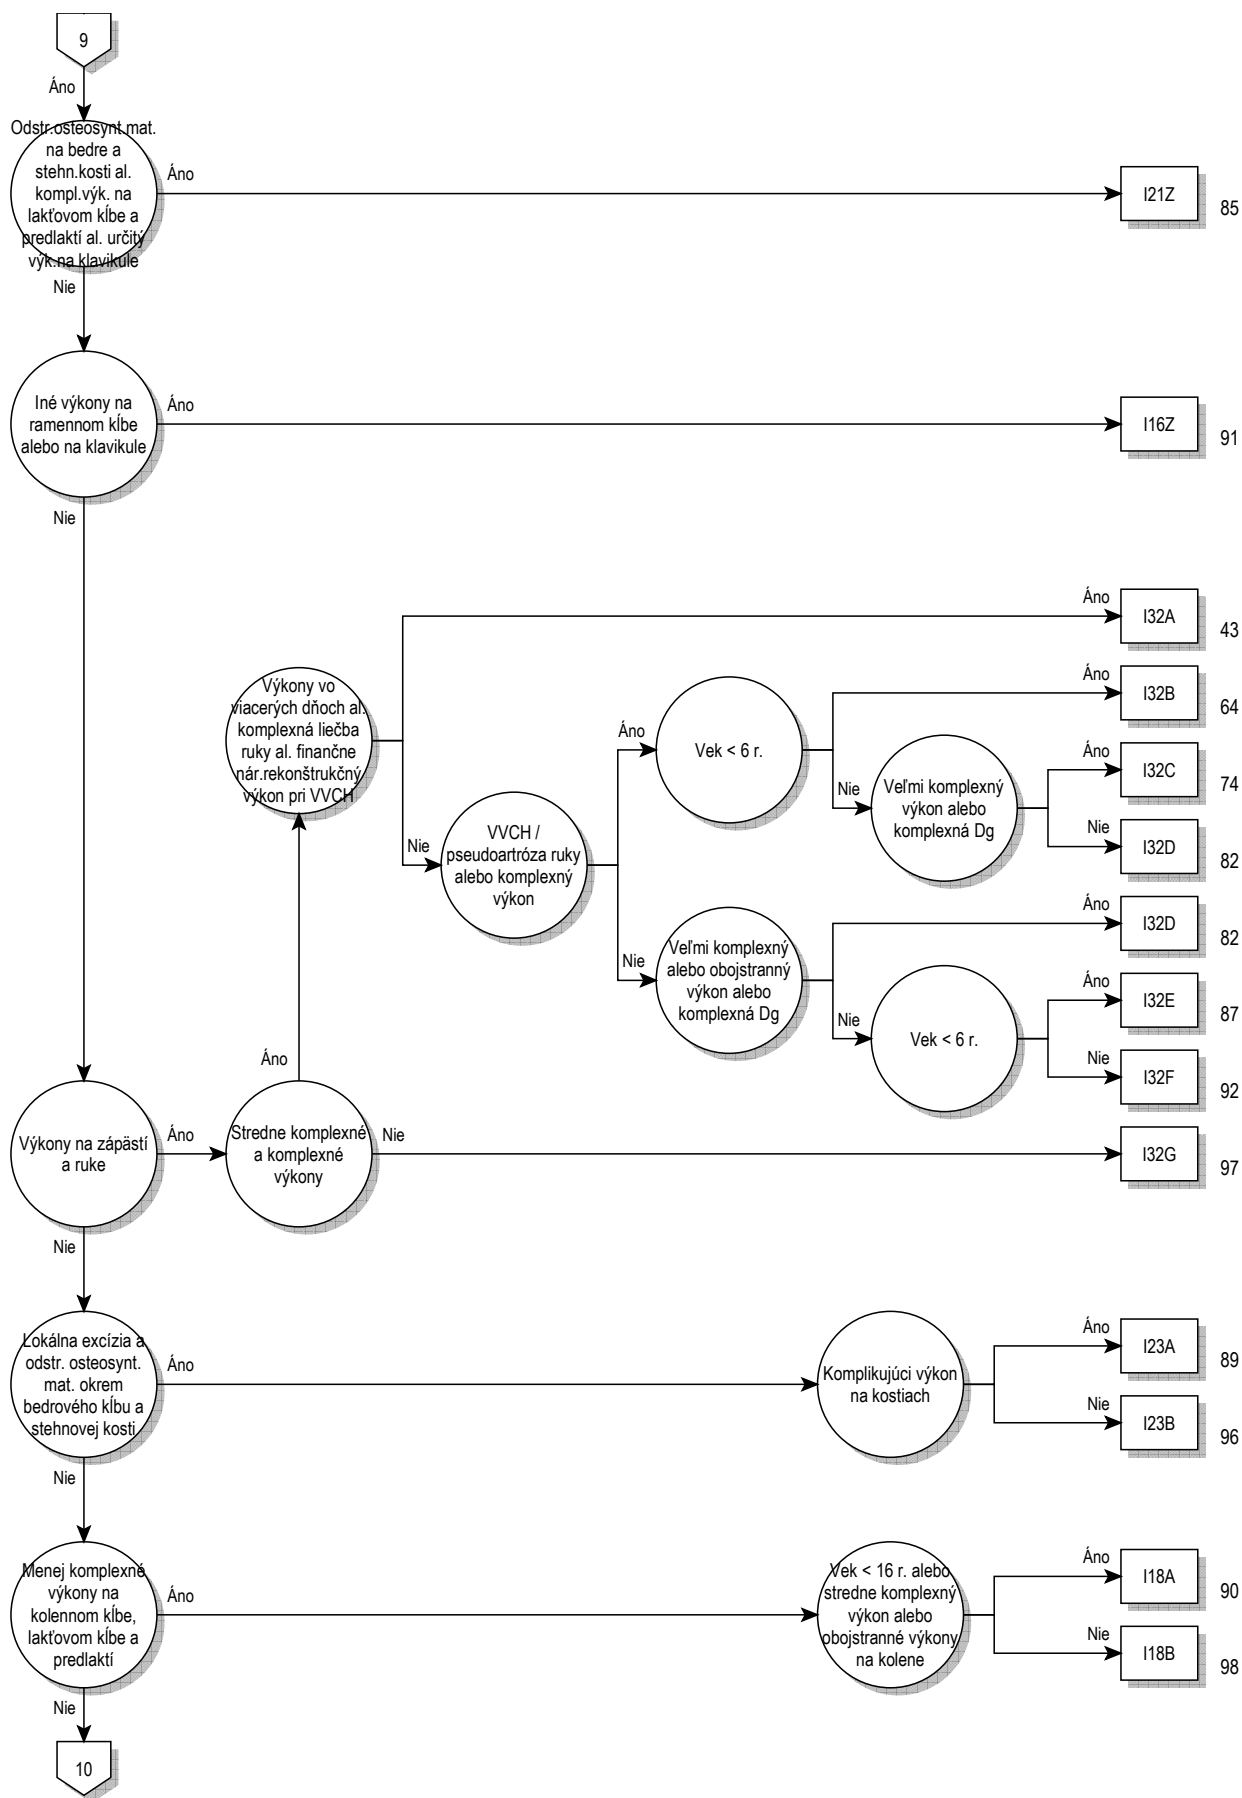 9
Áno
Odstr.osteosynt.mat.
na bedre a
stehn.kosti al.
kompl.výk. na
lakťovom kĺbe a
predlaktí al. určitý
výk.na klavikule
Áno
I21Z
85
Nie
Iné výkony na
ramennom kĺbe
alebo na klavikule
Áno
I16Z
91
Nie
Výkony vo
viacerých dňoch al.
komplexná liečba
ruky al. finančne
nár.rekonštrukčný
výkon pri VVCH
Áno
I32A
43
Nie
VVCH /
pseudoartróza ruky
alebo komplexný
výkon
Áno
Vek < 6 r.
Áno
I32B
64
Nie
Veľmi komplexný
výkon alebo
komplexná Dg
Áno
I32C
74
Nie
I32D
82
Nie
Veľmi komplexný
alebo obojstranný
výkon alebo
komplexná Dg
Áno
I32D
82
Nie
Vek < 6 r.
Áno
I32E
87
Nie
I32F
92
Áno
Výkony na zápästí
a ruke
Áno
Stredne komplexné
a komplexné
výkony
Nie
I32G
97
Nie
Lokálna excízia a
odstr. osteosynt.
mat. okrem
bedrového kĺbu a
stehnovej kosti
Áno
Komplikujúci výkon
na kostiach
Áno
I23A
89
Nie
I23B
96
Nie
Menej komplexné
výkony na
kolennom kĺbe,
lakťovom kĺbe a
predlaktí
Áno
Vek < 16 r. alebo
stredne komplexný
výkon alebo
obojstranné výkony
na kolene
Áno
I18A
90
Nie
I18B
98
Nie
10